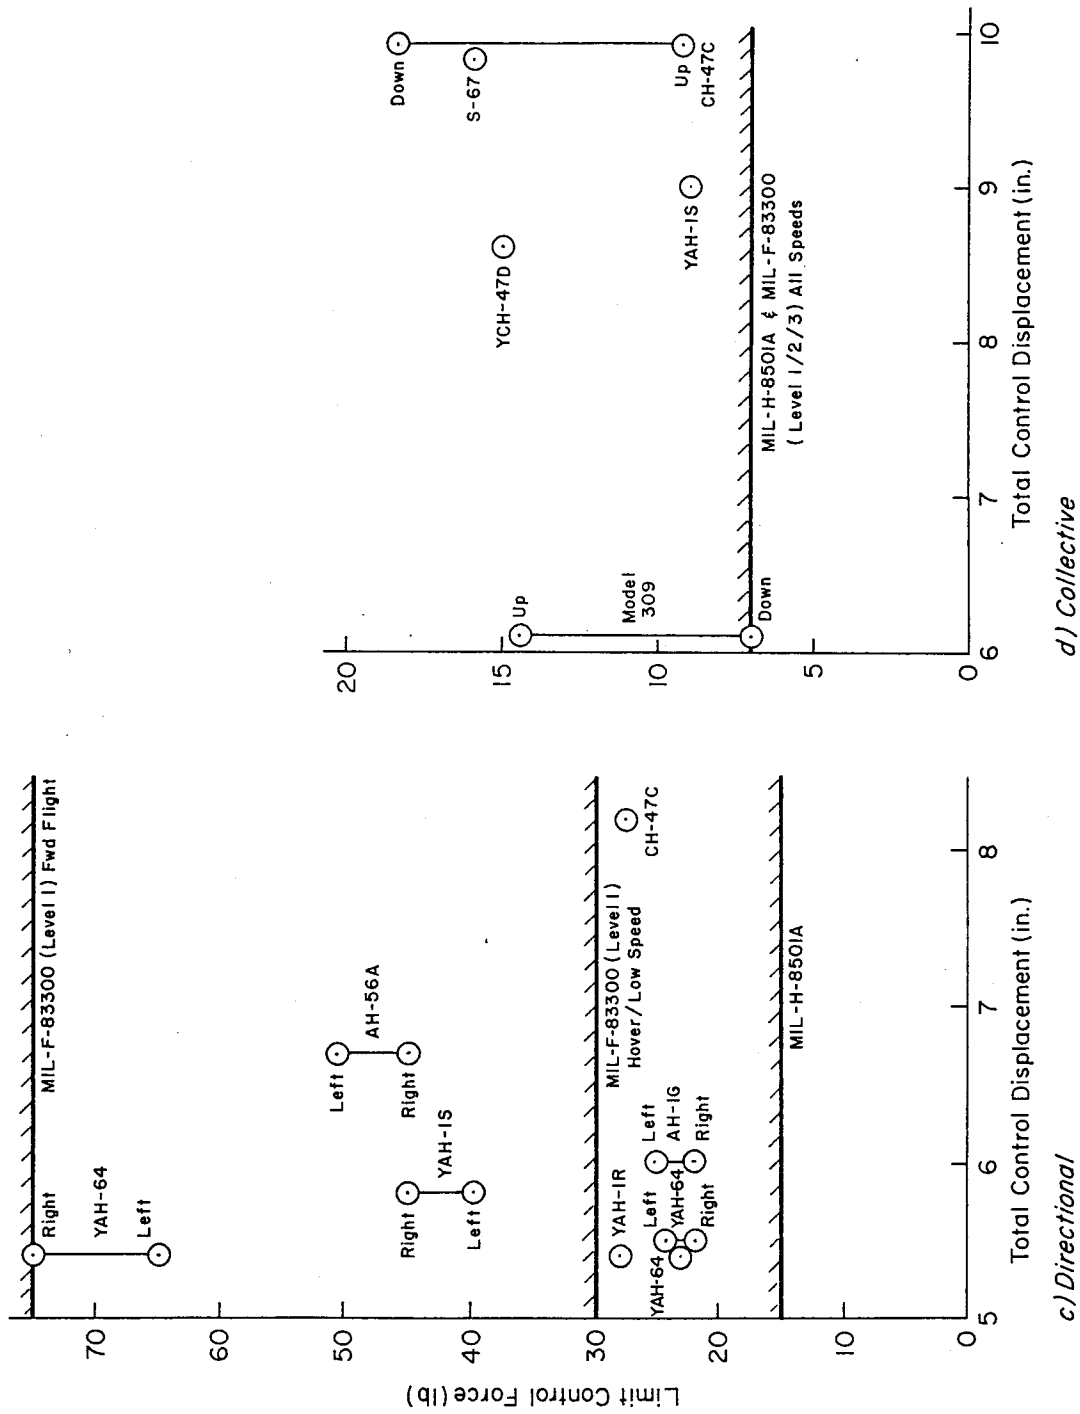 Limit Control Force (lb)
70
60
50
40
30
20
10
0
5
6
7
8
Total Control Displacement (in.)
c) Directional
MIL-F-83300 (Level 1) Fwd Flight
Right
YAH-64
Left
Left
AH-56A
Right
Right
YAH-1S
Left
MIL-F-83300 (Level 1)
Hover/Low Speed
CH-47C
YAH-1R
Left
AH-1G
Right
YAH-64
Left
YAH-64
Right
MIL-H-8501A
20
15
10
5
0
6
7
8
9
10
Total Control Displacement (in.)
d) Collective
Down
S-67
Up
CH-47C
YCH-47D
YAH-1S
Up
Model
309
Down
MIL-H-8501A & MIL-F-83300
(Level 1/2/3) All Speeds